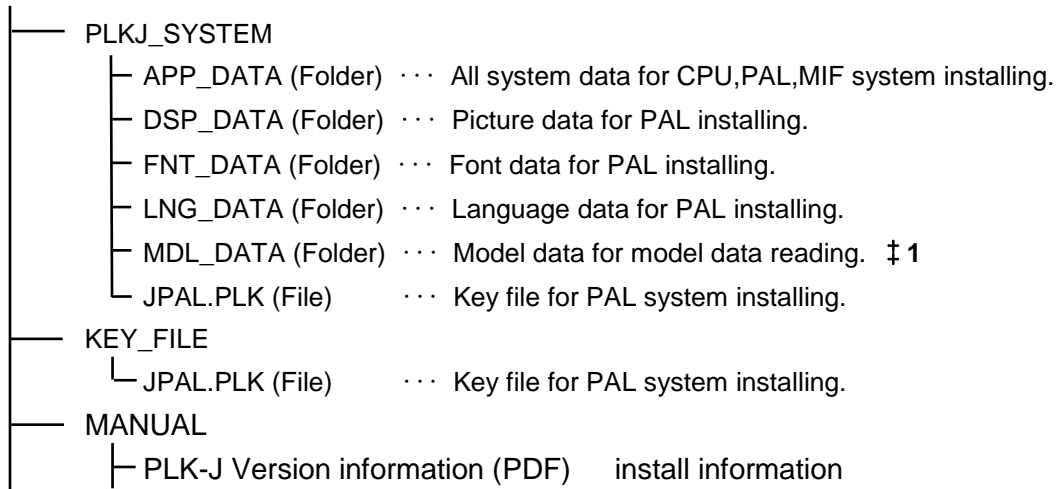 PLKJ_SYSTEM
APP_DATA (Folder) ··· All system data for CPU,PAL,MIF system installing.
DSP_DATA (Folder) ··· Picture data for PAL installing.
FNT_DATA (Folder) ··· Font data for PAL installing.
LNG_DATA (Folder) ··· Language data for PAL installing.
MDL_DATA (Folder) ··· Model data for model data reading. ‡ 1
JPAL.PLK (File) ··· Key file for PAL system installing.
KEY_FILE
JPAL.PLK (File) ··· Key file for PAL system installing.
MANUAL
PLK-J Version information (PDF) install information